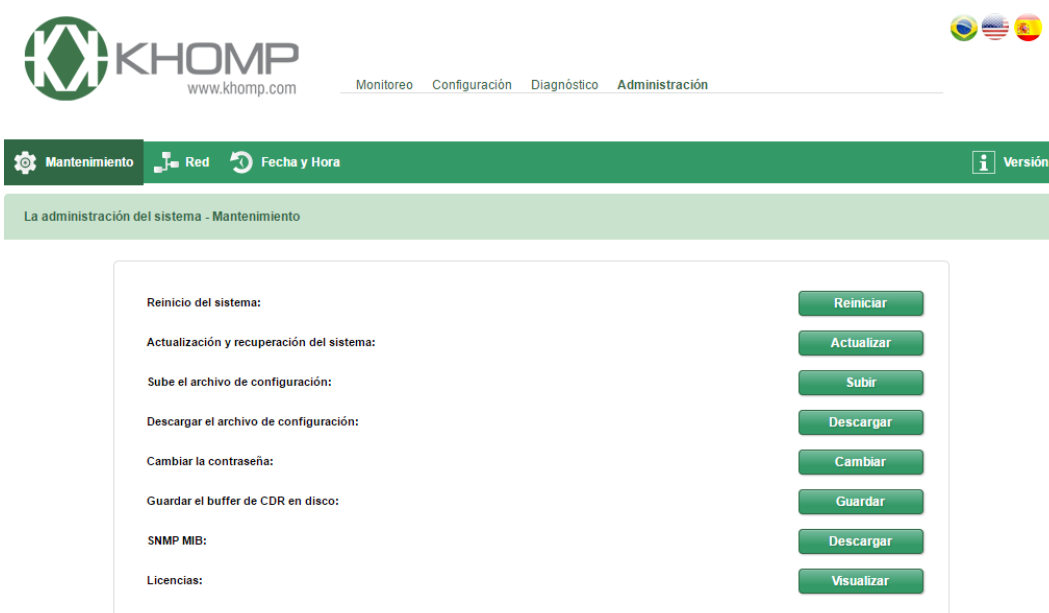 KHOMP
www.khomp.com
Monitoreo Configuración Diagnóstico Administración
Mantenimiento Red Fecha y Hora Versión
La administración del sistema - Mantenimiento
Reinicio del sistema: Reiniciar
Actualización y recuperación del sistema: Actualizar
Sube el archivo de configuración: Subir
Descargar el archivo de configuración: Descargar
Cambiar la contraseña: Cambiar
Guardar el buffer de CDR en disco: Guardar
SNMP MIB: Descargar
Licencias: Visualizar